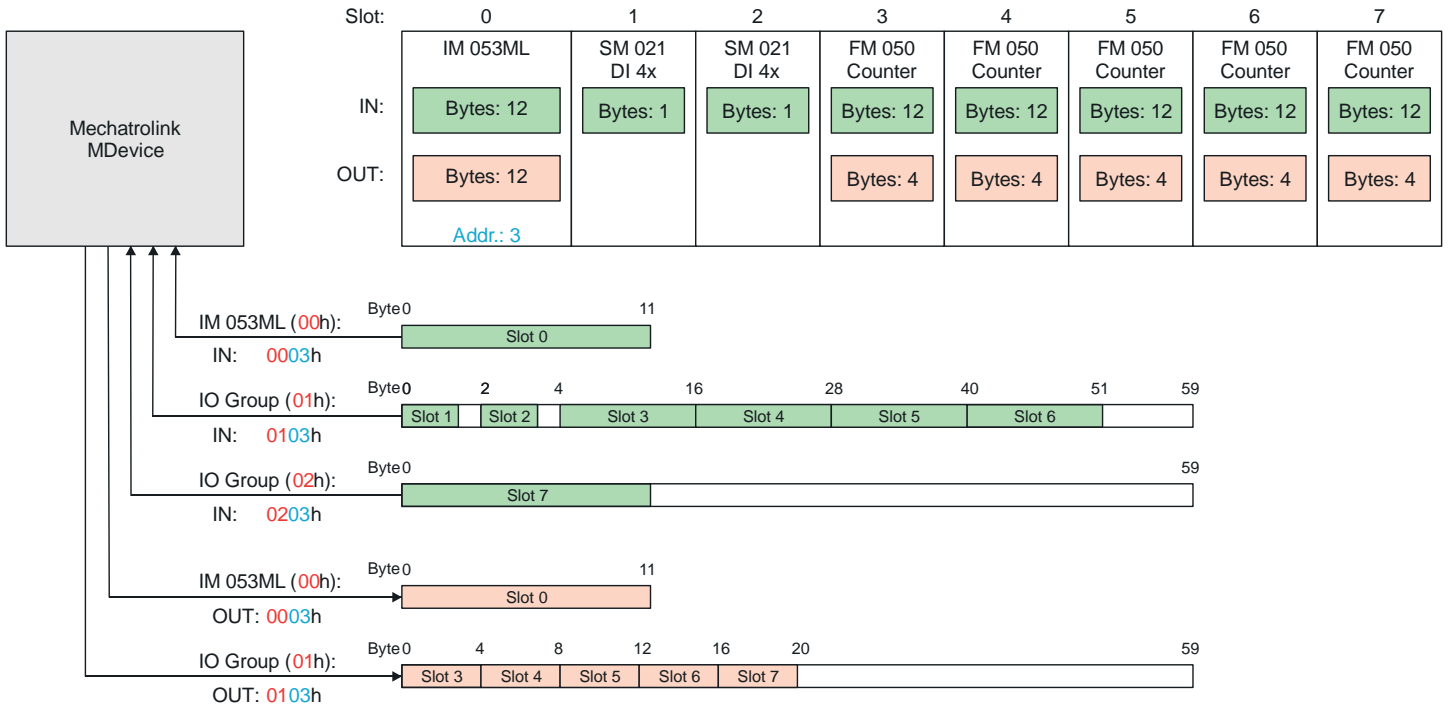 Slot: 0 1 2 3 4 5 6 7
IM 053ML SM 021 SM 021 FM 050 FM 050 FM 050 FM 050 FM 050
DI 4x DI 4x Counter Counter Counter Counter Counter
IN: Bytes: 12 Bytes: 1 Bytes: 1 Bytes: 12 Bytes: 12 Bytes: 12 Bytes: 12 Bytes: 12
Mechatrolink
MDevice
OUT: Bytes: 12 Bytes: 4 Bytes: 4 Bytes: 4 Bytes: 4 Bytes: 4
Addr.: 3
Byte 0 11
IM 053ML (00h):
Slot 0
IN: 0003h
Byte 0 2 4 16 28 40 51 59
IO Group (01h):
Slot 1 Slot 2 Slot 3 Slot 4 Slot 5 Slot 6
IN: 0103h
Byte 0 59
IO Group (02h):
Slot 7
IN: 0203h
Byte 0 11
IM 053ML (00h):
Slot 0
OUT: 0003h
Byte 0 4 8 12 16 20 59
IO Group (01h):
Slot 3 Slot 4 Slot 5 Slot 6 Slot 7
OUT: 0103h